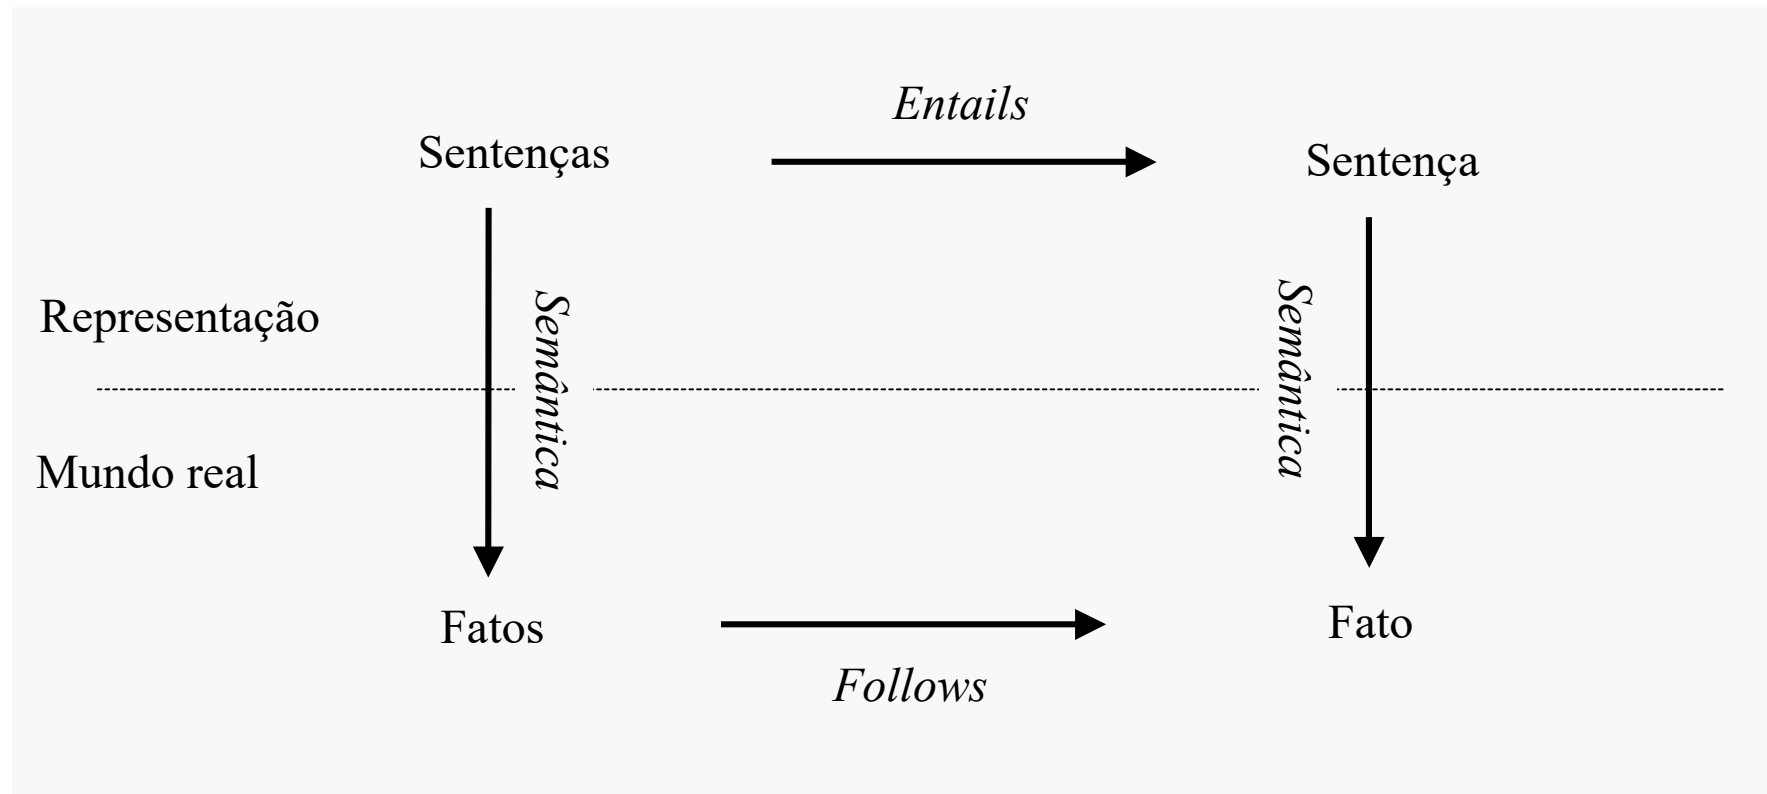 Entails
Sentenças
Sentença
Representação
Semântica
Semântica
Mundo real
Fatos
Fato
Follows